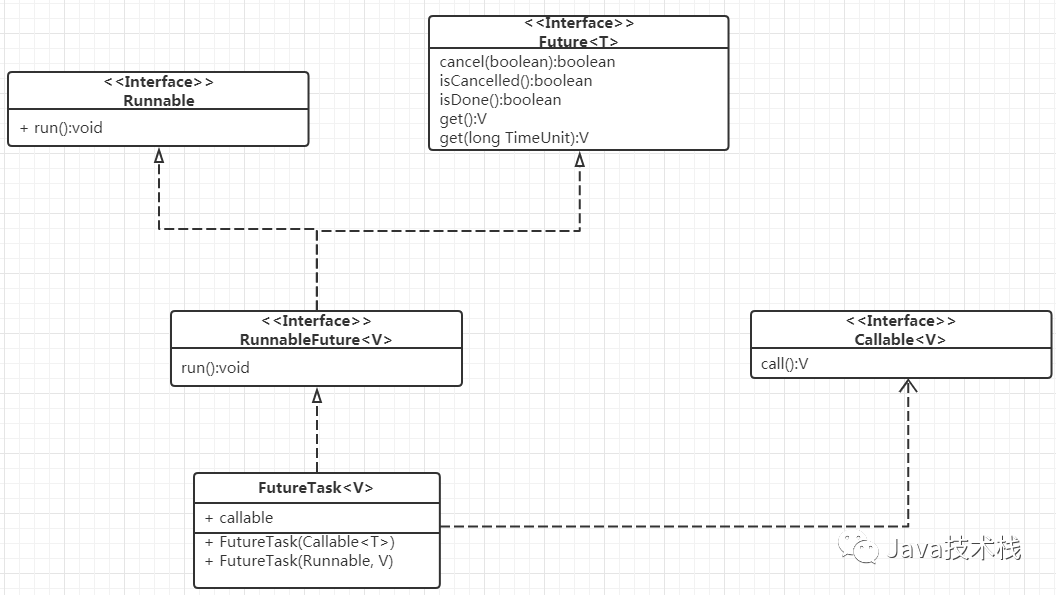 <<Interface>>
Future<T>
cancel(boolean):boolean
isCancelled():boolean
isDone():boolean
get():V
get(long TimeUnit):V
<<Interface>>
Runnable
+ run():void
<<Interface>>
RunnableFuture<V>
run():void
<<Interface>>
Callable<V>
call():V
FutureTask<V>
+ callable
+ FutureTask(Callable<T>)
+ FutureTask(Runnable, V)
Java技术栈